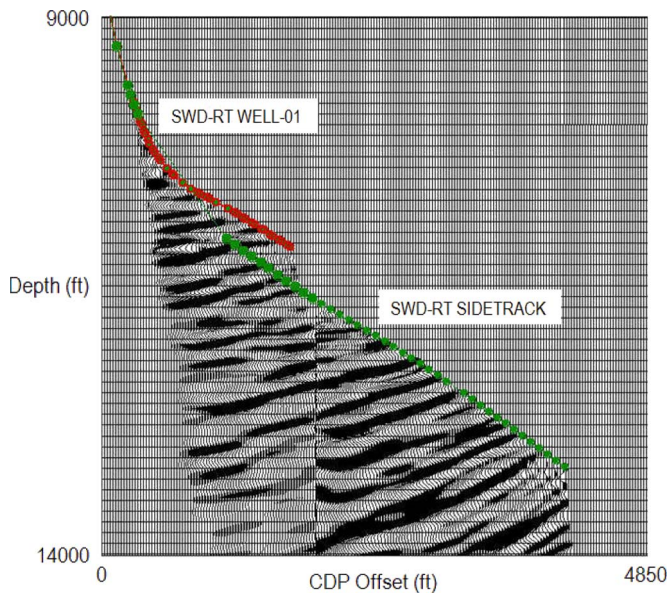 9000
SWD-RT WELL-01
Depth (ft)
SWD-RT SIDETRACK
14000
0
CDP Offset (ft)
4850